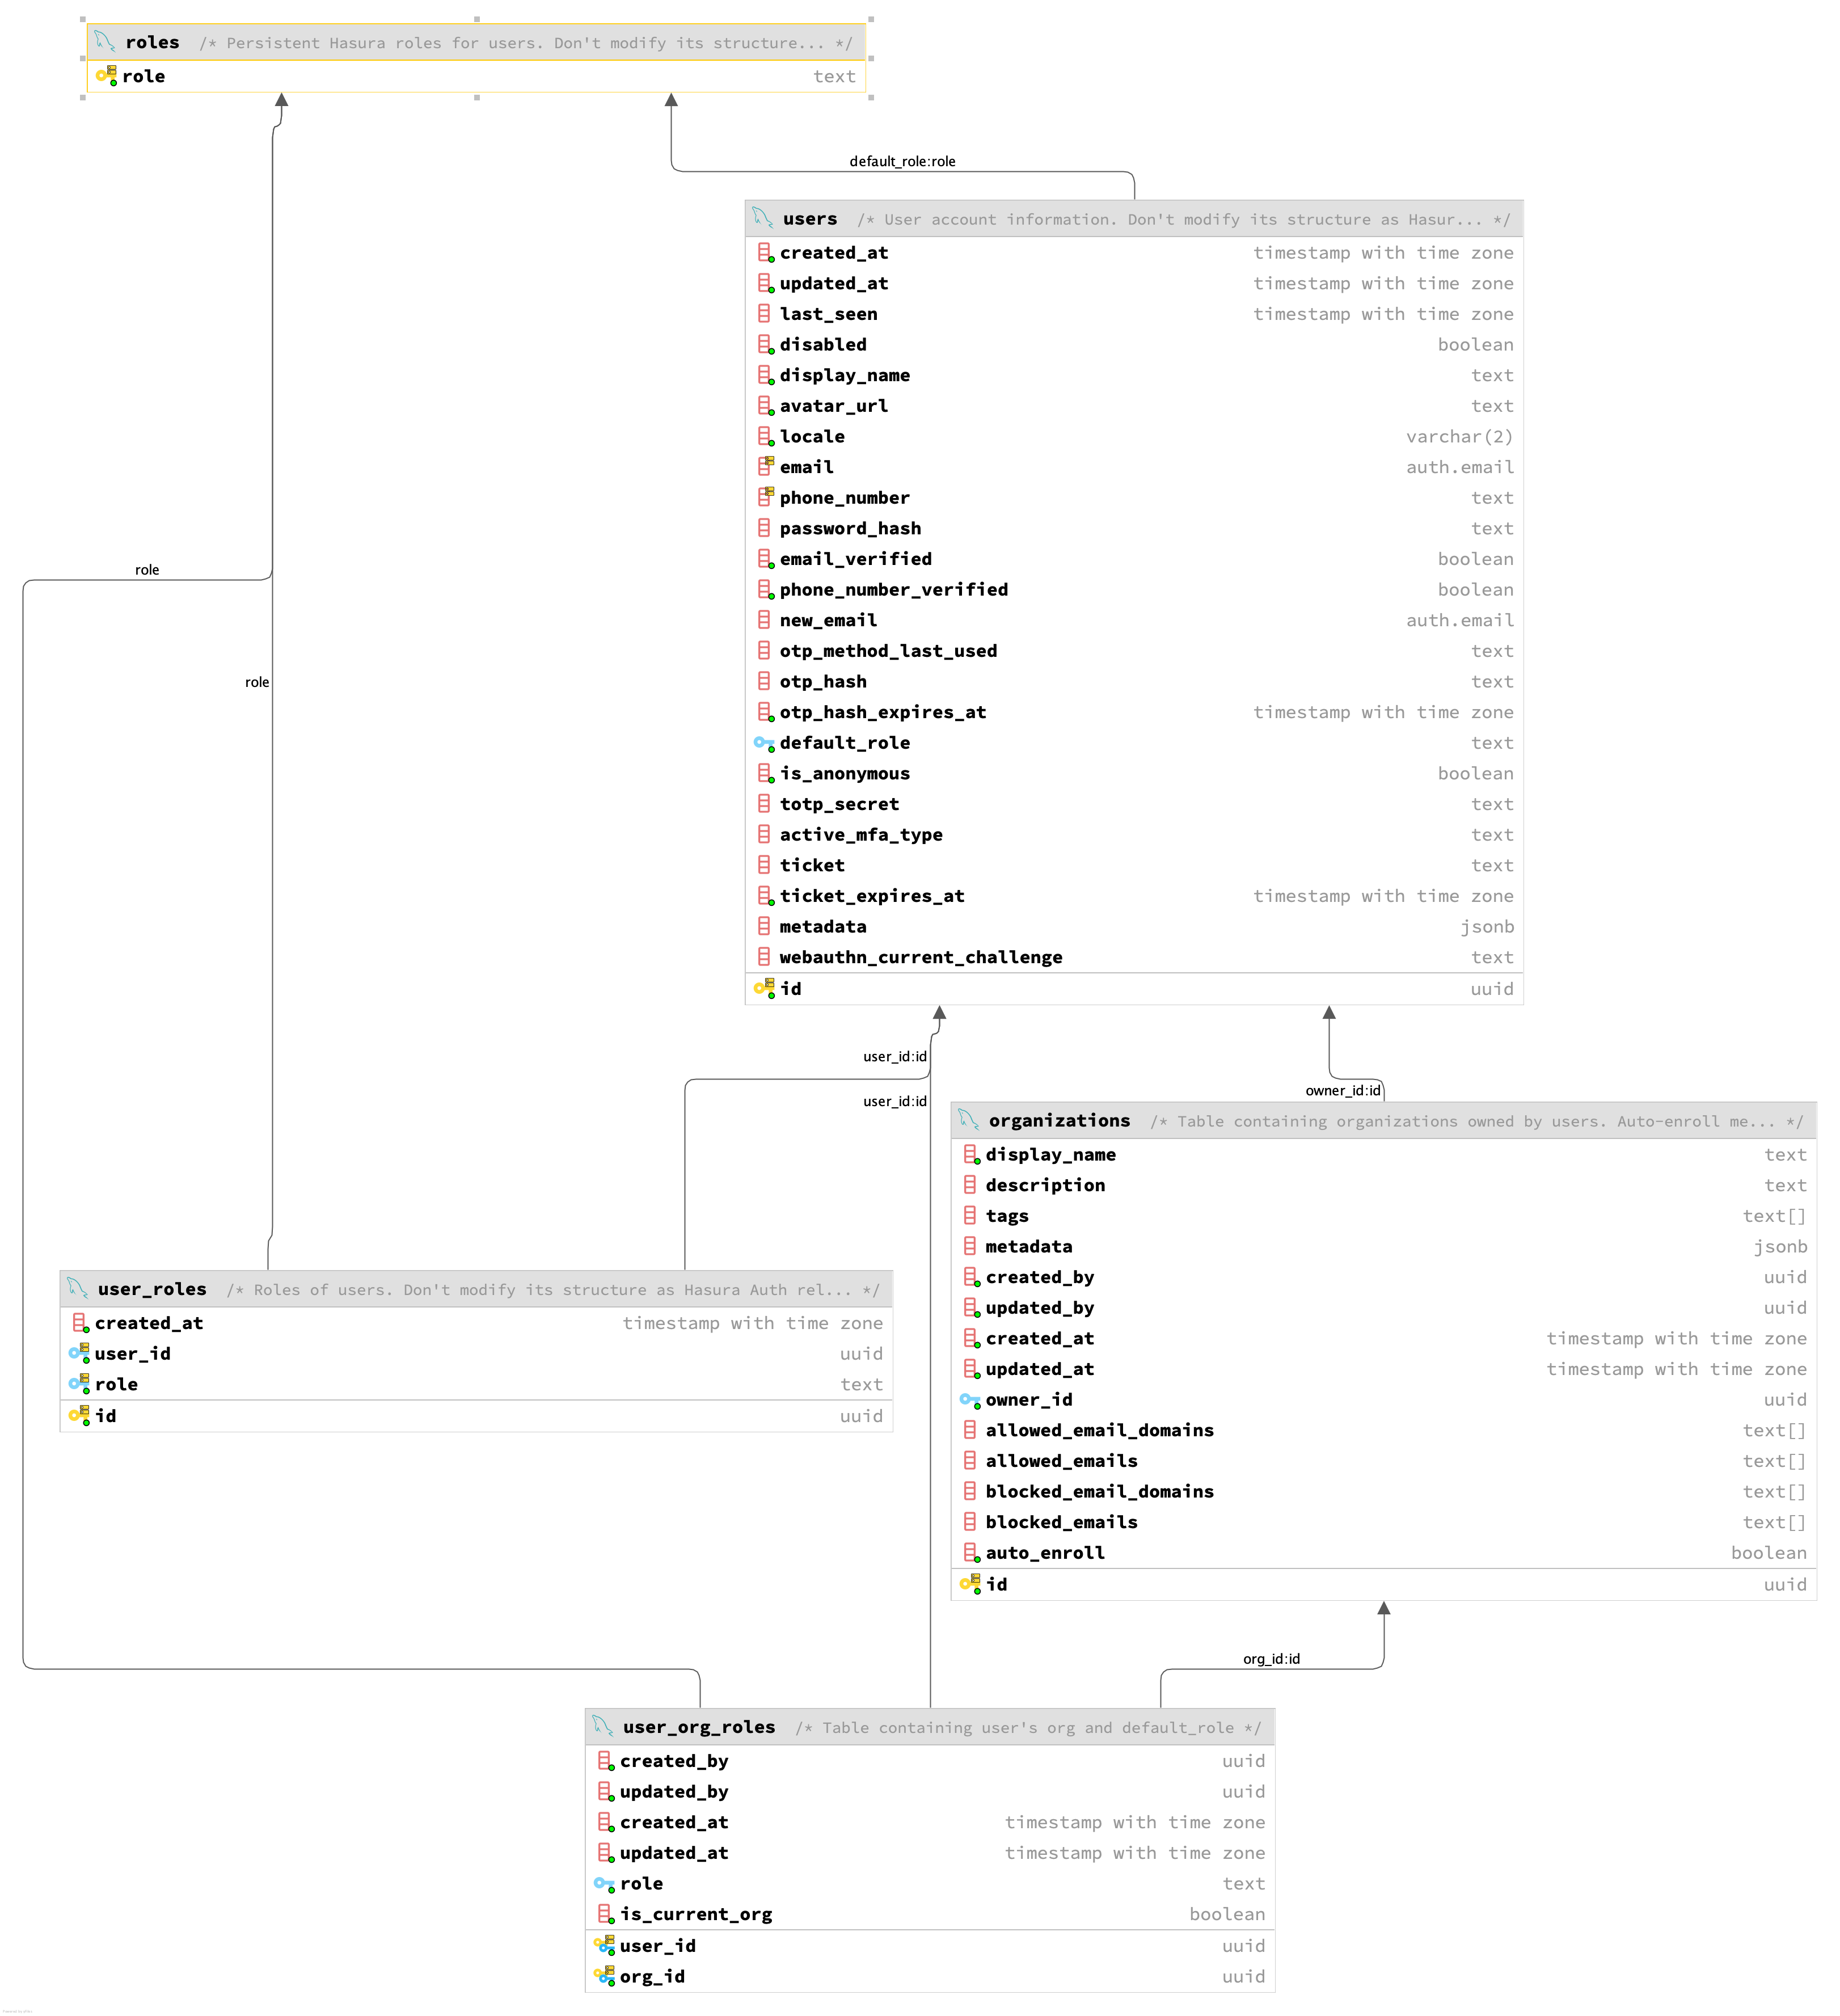 roles /* Persistent Hasura roles for users. Don't modify its structure... */
role text
default_role:role
users /* User account information. Don't modify its structure as Hasur... */
created_at timestamp with time zone
updated_at timestamp with time zone
last_seen timestamp with time zone
disabled boolean
display_name text
avatar_url text
locale varchar(2)
email auth.email
phone_number text
password_hash text
email_verified boolean
phone_number_verified boolean
new_email auth.email
otp_method_last_used text
otp_hash text
otp_hash_expires_at timestamp with time zone
default_role text
is_anonymous boolean
totp_secret text
active_mfa_type text
ticket text
ticket_expires_at timestamp with time zone
metadata jsonb
webauthn_current_challenge text
id uuid
role
role
user_id:id
user_id:id
owner_id:id
organizations /* Table containing organizations owned by users. Auto-enroll me... */
display_name text
description text
tags text[]
metadata jsonb
created_by uuid
updated_by uuid
created_at timestamp with time zone
updated_at timestamp with time zone
owner_id uuid
allowed_email_domains text[]
allowed_emails text[]
blocked_email_domains text[]
blocked_emails text[]
auto_enroll boolean
id uuid
user_roles /* Roles of users. Don't modify its structure as Hasura Auth rel... */
created_at timestamp with time zone
user_id uuid
role text
id uuid
org_id:id
user_org_roles /* Table containing user's org and default_role */
created_by uuid
updated_by uuid
created_at timestamp with time zone
updated_at timestamp with time zone
role text
is_current_org boolean
user_id uuid
org_id uuid